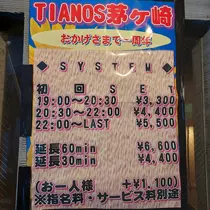 TIANOS茅ケ崎
おかげさまで一周年
◆SYSTEM◆
初回SET
19:00〜20:30 ¥3,300
20:30〜22:00 ¥4,400
22:00〜LAST ¥5,500
延長60min ¥6,600
延長30min ¥4,400
(お一人様 +¥1,100)
※指名料・サービス料別途